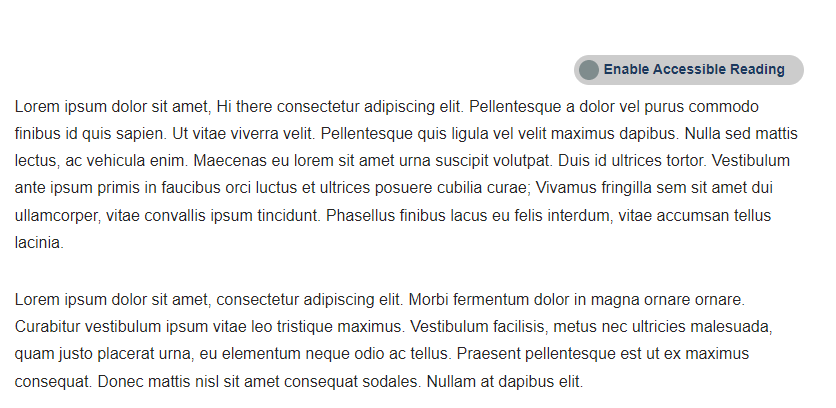 Enable Accessible Reading
Lorem ipsum dolor sit amet, Hi there consectetur adipiscing elit. Pellentesque a dolor vel purus commodo
finibus id quis sapien. Ut vitae viverra velit. Pellentesque quis ligula vel velit maximus dapibus. Nulla sed mattis
lectus, ac vehicula enim. Maecenas eu lorem sit amet urna suscipit volutpat. Duis id ultrices tortor. Vestibulum
ante ipsum primis in faucibus orci luctus et ultrices posuere cubilia curae; Vivamus fringilla sem sit amet dui
ullamcorper, vitae convallis ipsum tincidunt. Phasellus finibus lacus eu felis interdum, vitae accumsan tellus
lacinia.
Lorem ipsum dolor sit amet, consectetur adipiscing elit. Morbi fermentum dolor in magna ornare ornare.
Curabitur vestibulum ipsum vitae leo tristique maximus. Vestibulum facilisis, metus nec ultricies malesuada,
quam justo placerat urna, eu elementum neque odio ac tellus. Praesent pellentesque est ut ex maximus
consequat. Donec mattis nisl sit amet consequat sodales. Nullam at dapibus elit.